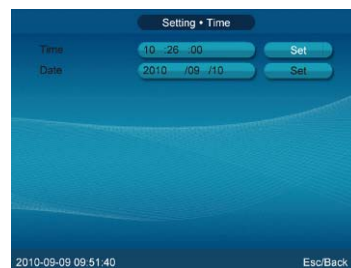 Setting • Time
Time 10 :26 :00 Set
Date 2010 /09 /10 Set
2010-09-09 09:51:40 Esc/Back